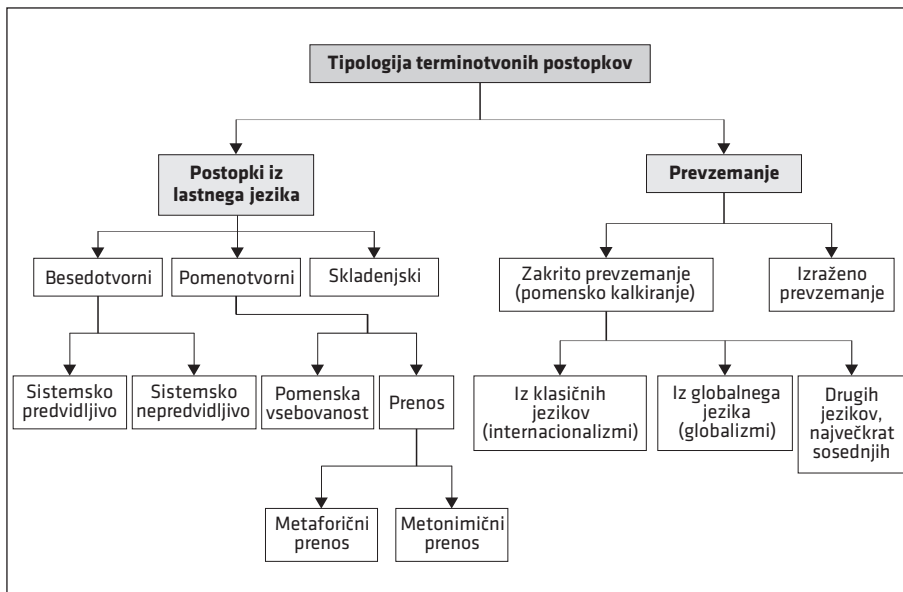 Tipologija terminotvonih postopkov
Postopki iz
lastnega jezika
Prevzemanje
Besedotvorni
Pomenotvorni
Skladenjski
Zakrito prevzemanje
(pomensko kalkiranje)
Izraženo
prevzemanje
Sistemsko
predvidljivo
Sistemsko
nepredvidljivo
Pomenska
vsebovanost
Prenos
Iz klasičnih
jezikov
(internacionalizmi)
Iz globalnega
jezika
(globalizmi)
Drugih
jezikov,
največkrat
sosednjih
Metaforični
prenos
Metonimični
prenos